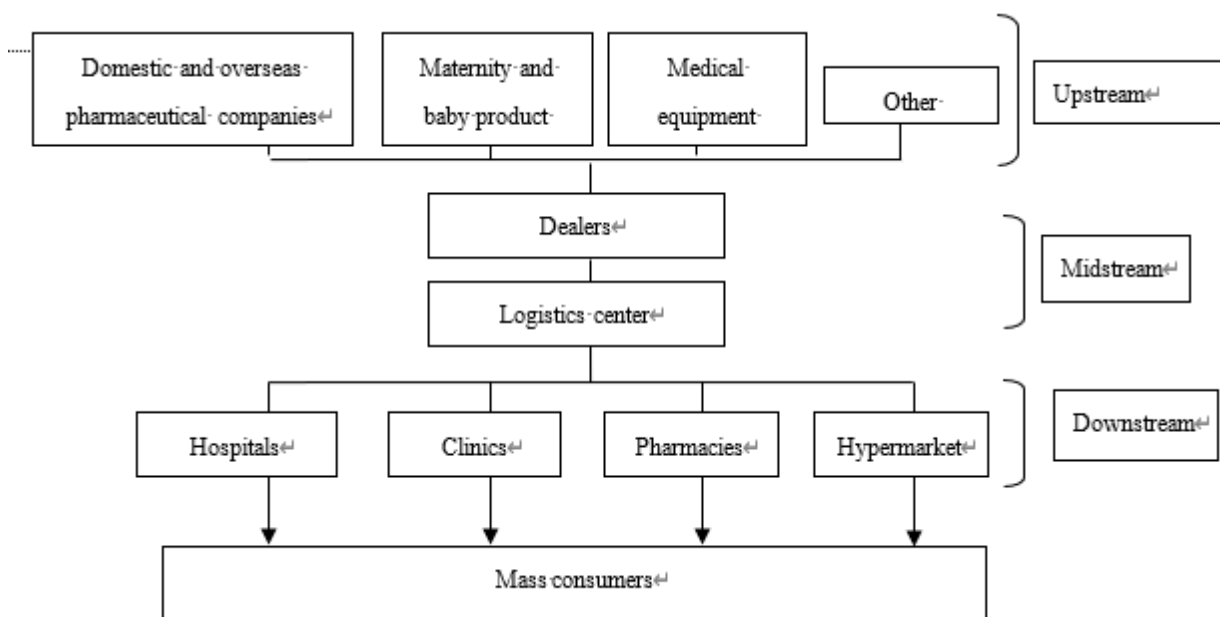 Domestic and overseas
pharmaceutical companies
Maternity and
baby product
Medical
equipment
Other
Upstream
Dealers
Midstream
Logistics center
Hospitals
Clinics
Pharmacies
Hypermarket
Downstream
Mass consumers